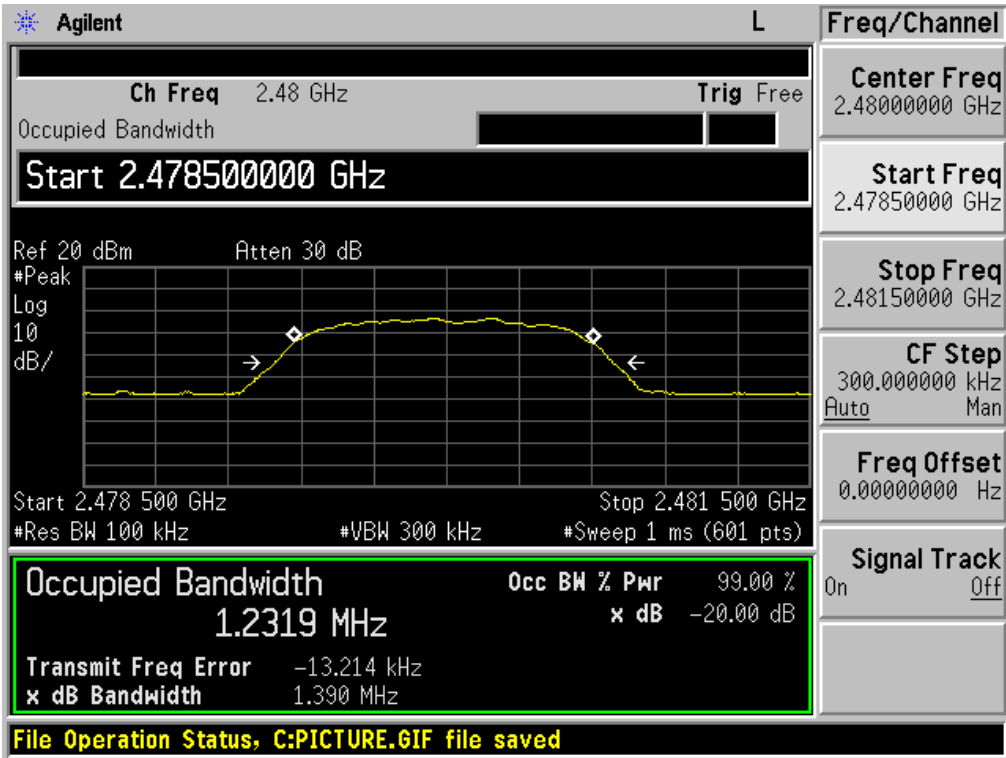 Agilent L Freq/Channel
Ch Freq 2.48 GHz Trig Free
Occupied Bandwidth
Start 2.478500000 GHz
Ref 20 dBm Atten 30 dB
#Peak
Log
10
dB/
Start 2.478 500 GHz Stop 2.481 500 GHz
#Res BW 100 kHz #VBW 300 kHz #Sweep 1 ms (601 pts)
Occupied Bandwidth
1.2319 MHz
Occ BW % Pwr 99.00 %
x dB -20.00 dB
Transmit Freq Error -13.214 kHz
x dB Bandwidth 1.390 MHz
File Operation Status, C:PICTURE.GIF file saved
Center Freq
2.48000000 GHz
Start Freq
2.47850000 GHz
Stop Freq
2.48150000 GHz
CF Step
300.000000 kHz
Auto Man
Freq Offset
0.00000000 Hz
Signal Track
On Off